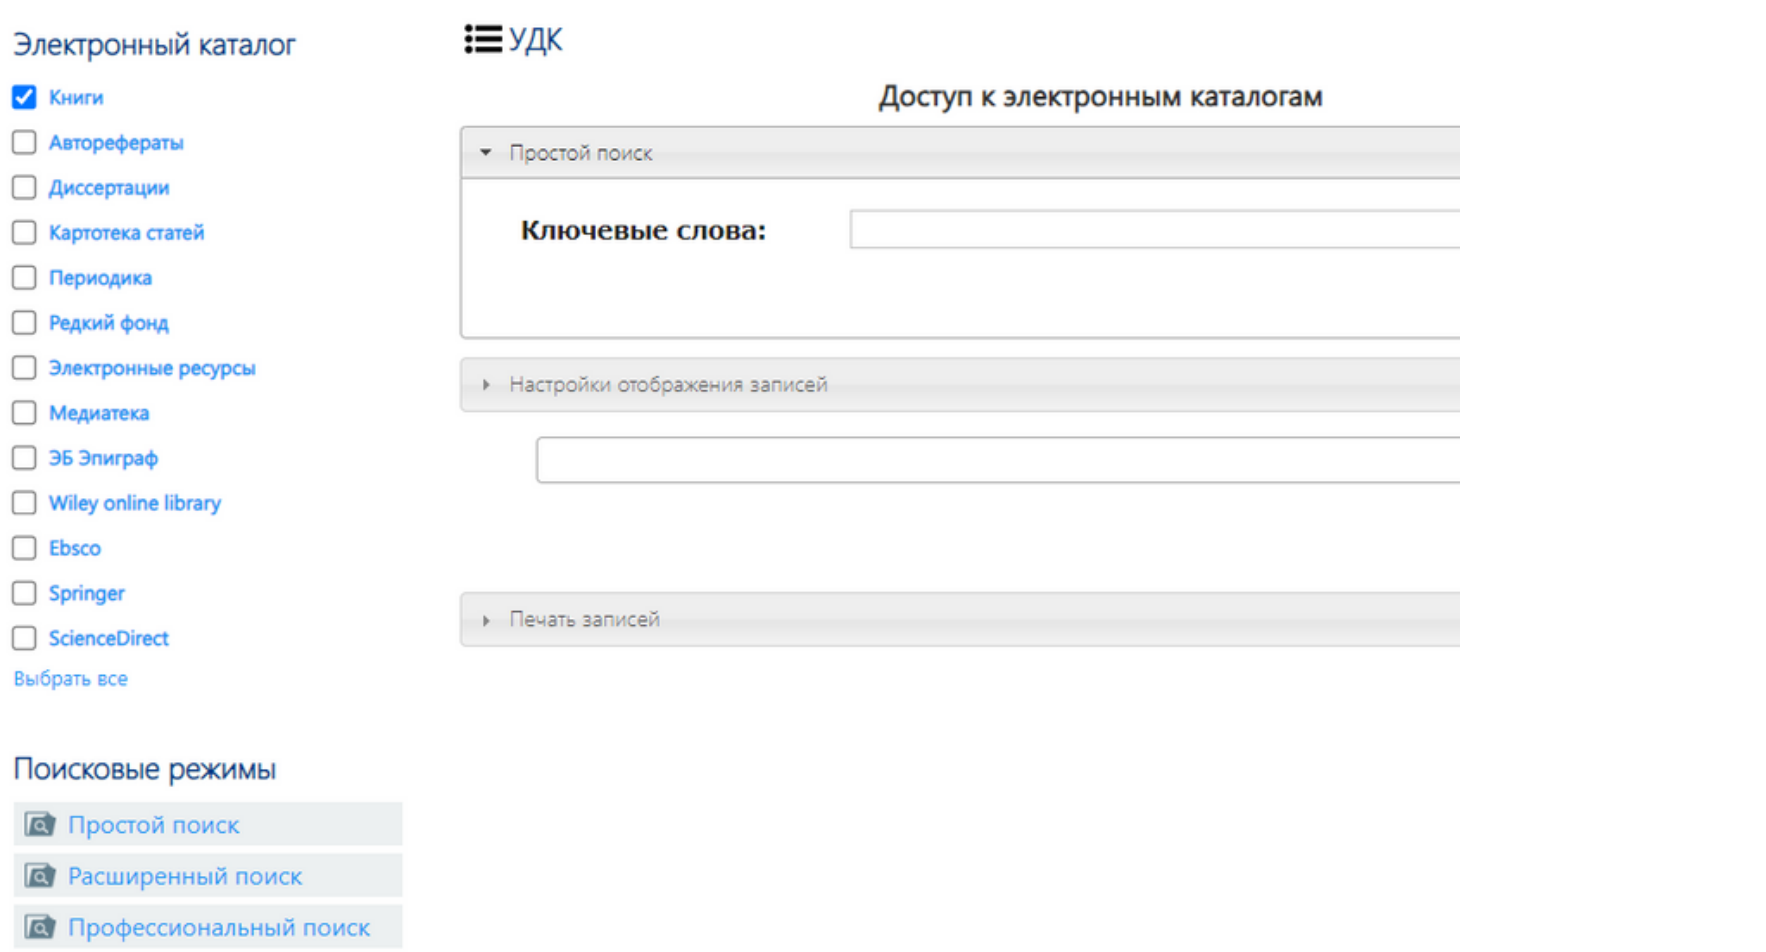 Электронный каталог
Книги
Авторефераты
Диссертации
Картотека статей
Периодика
Редкий фонд
Электронные ресурсы
Медиатека
ЭБ Эпиграф
Wiley online library
Ebsco
Springer
ScienceDirect
Выбрать все
Поисковые режимы
Простой поиск
Расширенный поиск
Профессиональный поиск
УДК
Доступ к электронным каталогам
Простой поиск
Ключевые слова:
Настройки отображения записей
Печать записей